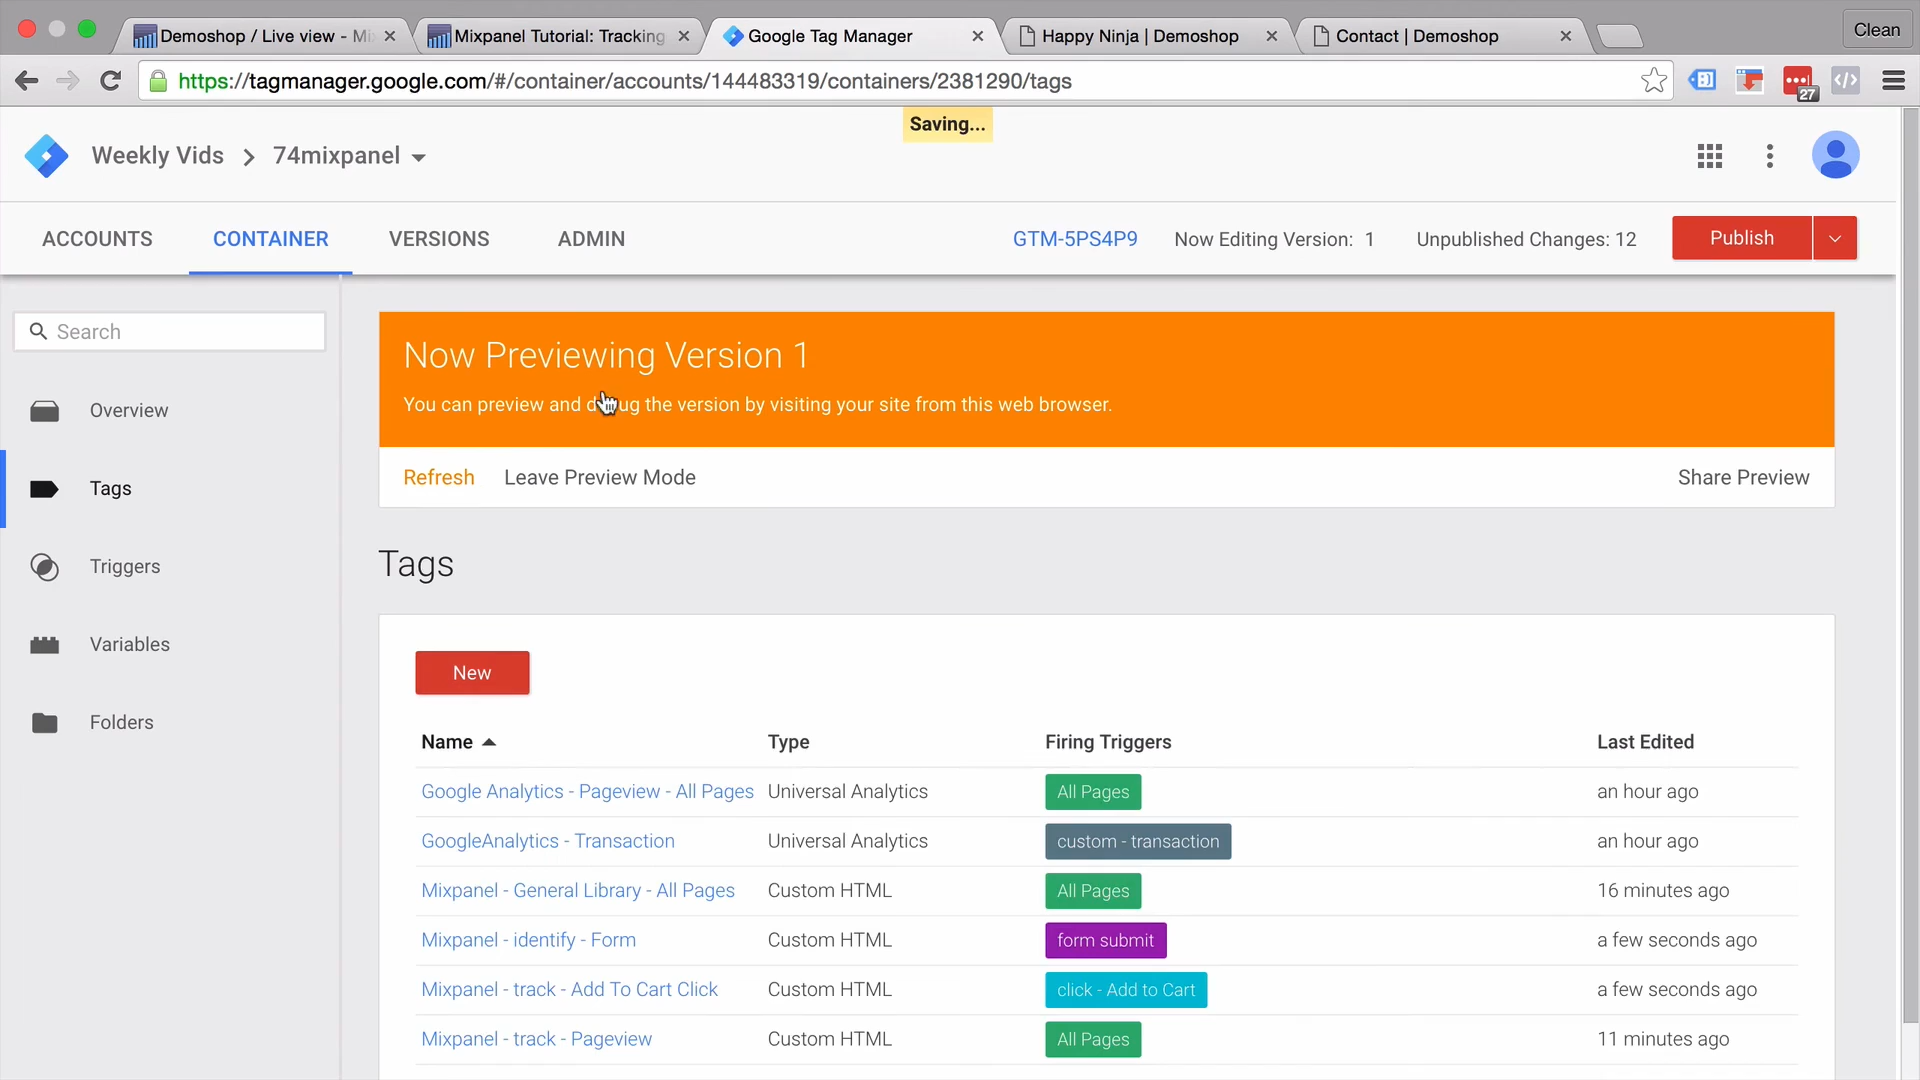 Demoshop / Live view - Mi
Mixpanel Tutorial: Tracking
Google Tag Manager
Happy Ninja | Demoshop
Contact | Demoshop
Clean
https://tagmanager.google.com/#/container/accounts/144483319/containers/2381290/tags
27
Saving...
Weekly Vids > 74mixpanel
ACCOUNTS
CONTAINER
VERSIONS
ADMIN
GTM-5PS4P9
Now Editing Version: 1
Unpublished Changes: 12
Publish
Search
Overview
Tags
Triggers
Variables
Folders
Now Previewing Version 1
You can preview and debug the version by visiting your site from this web browser.
Refresh
Leave Preview Mode
Share Preview
Tags
New
Name Type Firing Triggers Last Edited
Google Analytics - Pageview - All Pages Universal Analytics All Pages an hour ago
GoogleAnalytics - Transaction Universal Analytics custom - transaction an hour ago
Mixpanel - General Library - All Pages Custom HTML All Pages 16 minutes ago
Mixpanel - identify - Form Custom HTML form submit a few seconds ago
Mixpanel - track - Add To Cart Click Custom HTML click - Add to Cart a few seconds ago
Mixpanel - track - Pageview Custom HTML All Pages 11 minutes ago